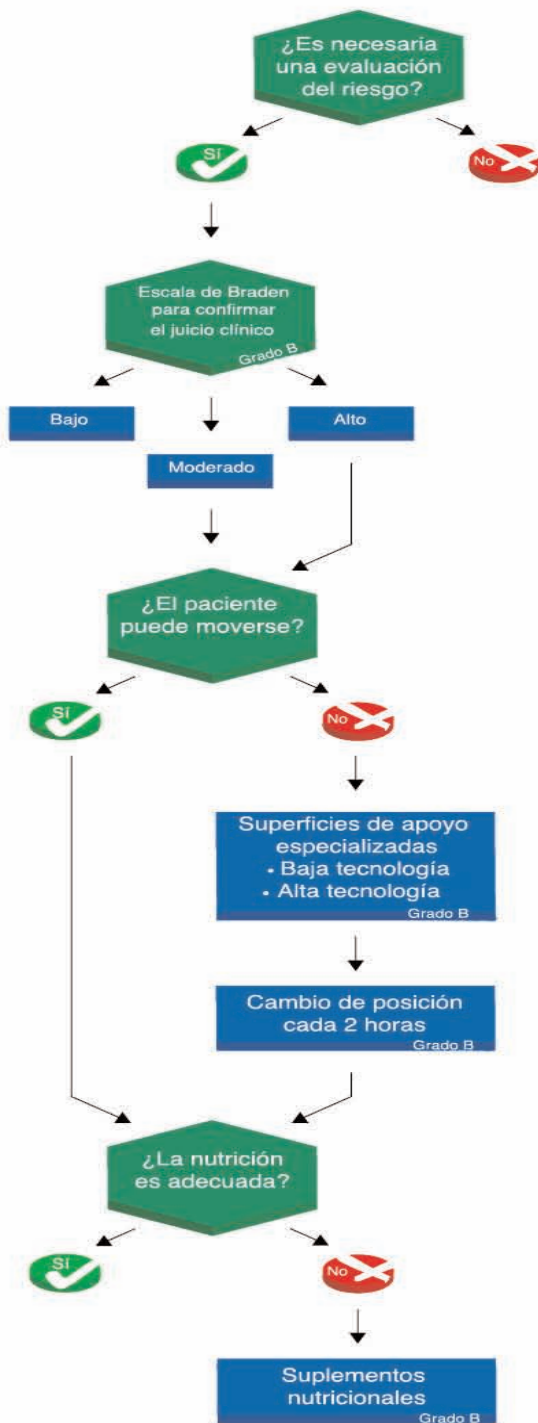 ¿Es necesaria
una evaluación
del riesgo?
Sí
No
Escala de Braden
para confirmar
el juicio clínico
Grado B
Bajo
Alto
Moderado
¿El paciente
puede moverse?
Sí
No
Superficies de apoyo
especializadas
• Baja tecnología
• Alta tecnología
Grado B
Cambio de posición
cada 2 horas
Grado B
¿La nutrición
es adecuada?
Sí
No
Suplementos
nutricionales
Grado B